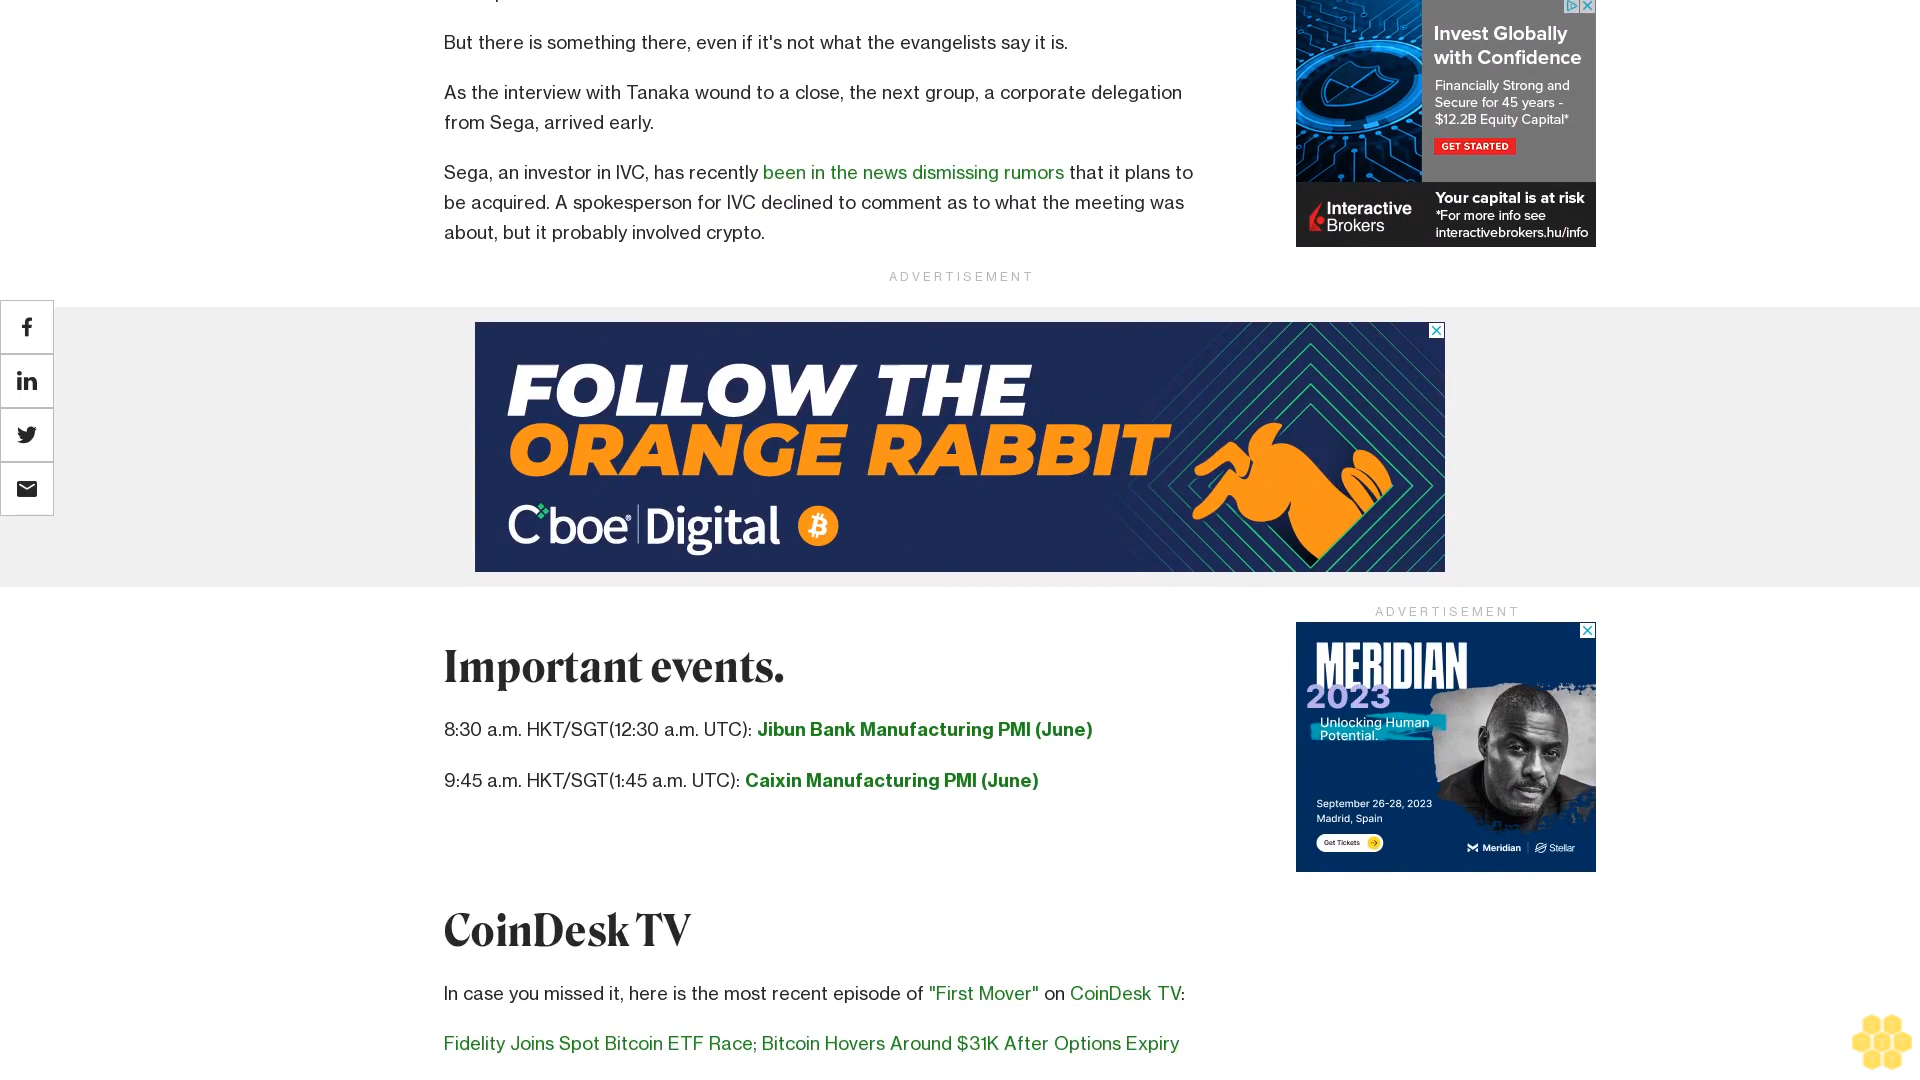 But there is something there, even if it's not what the evangelists say it is.
As the interview with Tanaka wound to a close, the next group, a corporate delegation
from Sega, arrived early.
Sega, an investor in IVC, has recently been in the news dismissing rumors that it plans to
be acquired. A spokesperson for IVC declined to comment as to what the meeting was
about, but it probably involved crypto.
Invest Globally
with Confidence
Financially Strong and
Secure for 45 years -
$12.2B Equity Capital*
GET STARTED
Interactive
Brokers
Your capital is at risk
*For more info see
interactivebrokers.hu/info
ADVERTISEMENT
FOLLOW THE
ORANGE RABBIT
Cboe® Digital
Important events.
8:30 a.m. HKT/SGT(12:30 a.m. UTC): Jibun Bank Manufacturing PMI (June)
9:45 a.m. HKT/SGT(1:45 a.m. UTC): Caixin Manufacturing PMI (June)
ADVERTISEMENT
MERIDIAN
2023
Unlocking Human
Potential.
September 26-28, 2023
Madrid, Spain
Get Tickets
Meridian | Stellar
CoinDesk TV
In case you missed it, here is the most recent episode of "First Mover" on CoinDesk TV:
Fidelity Joins Spot Bitcoin ETF Race; Bitcoin Hovers Around $31K After Options Expiry